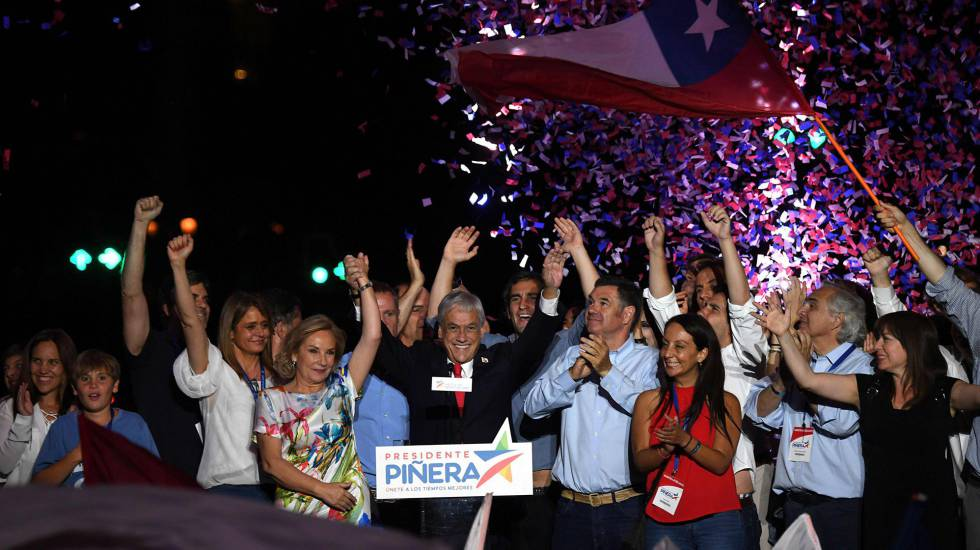 PRESIDENTE
PIÑERA
ÚNETE A LOS TIEMPOS MEJORES